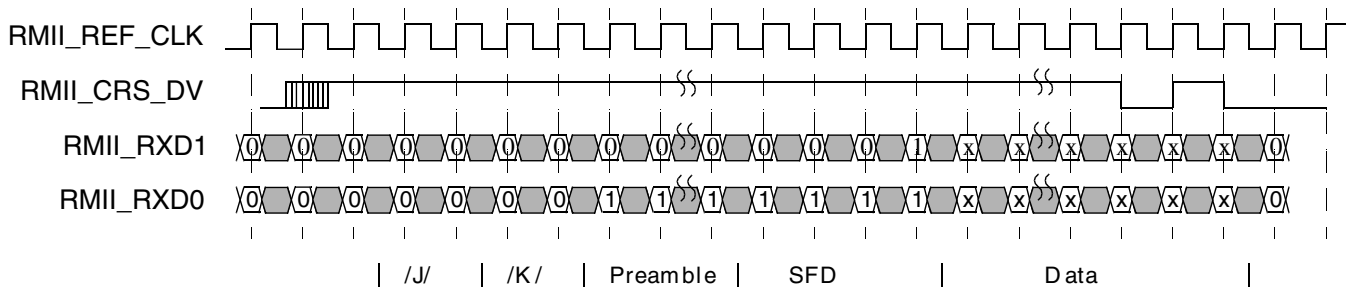 RMII_REF_CLK
RMII_CRS_DV
RMII_RXD1 0 0 0 0 0 0 0 0 0 0 0 0 0 1 x x x x x x 0
RMII_RXD0 0 0 0 0 0 0 0 1 1 1 1 1 1 1 x x x x x x 0
/J/ /K/ Preamble SFD Data